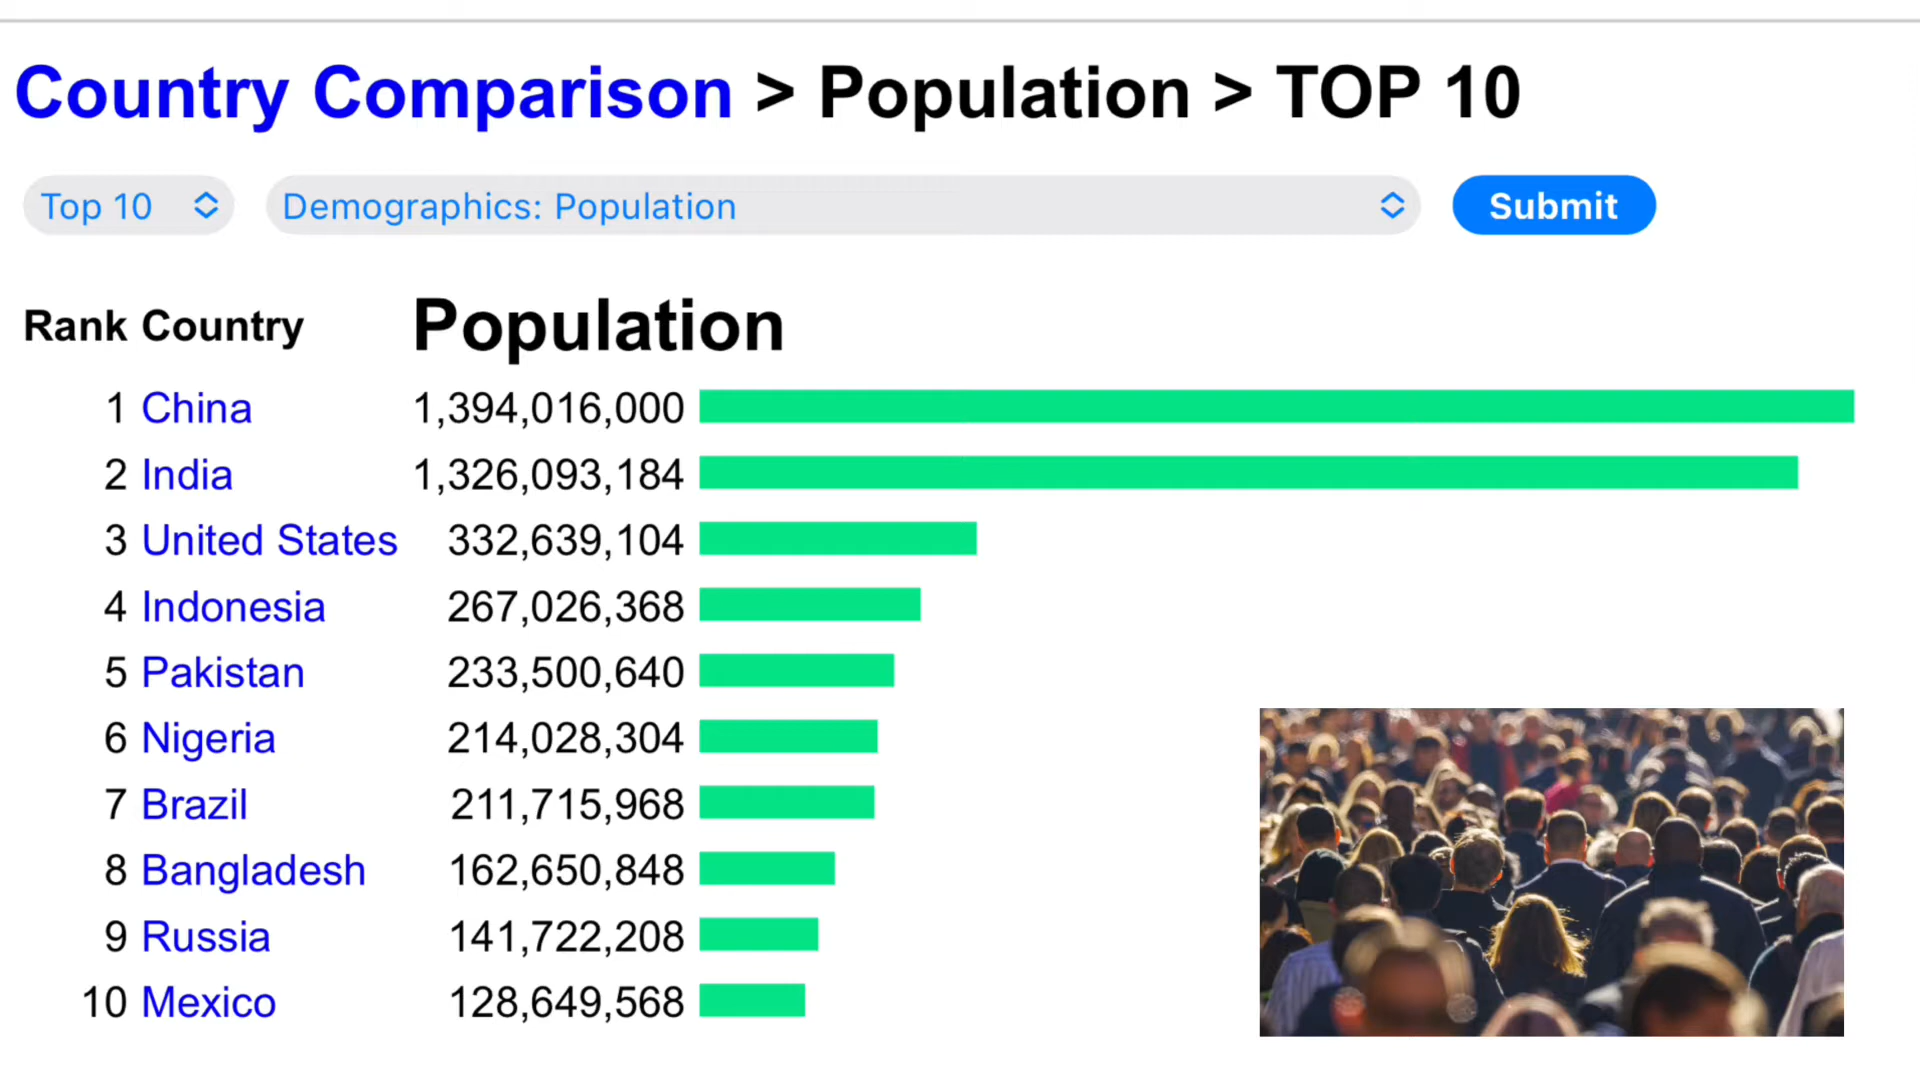 Country Comparison > Population > TOP 10
Top 10 Demographics: Population Submit
Rank Country Population
1 China 1,394,016,000
2 India 1,326,093,184
3 United States 332,639,104
4 Indonesia 267,026,368
5 Pakistan 233,500,640
6 Nigeria 214,028,304
7 Brazil 211,715,968
8 Bangladesh 162,650,848
9 Russia 141,722,208
10 Mexico 128,649,568